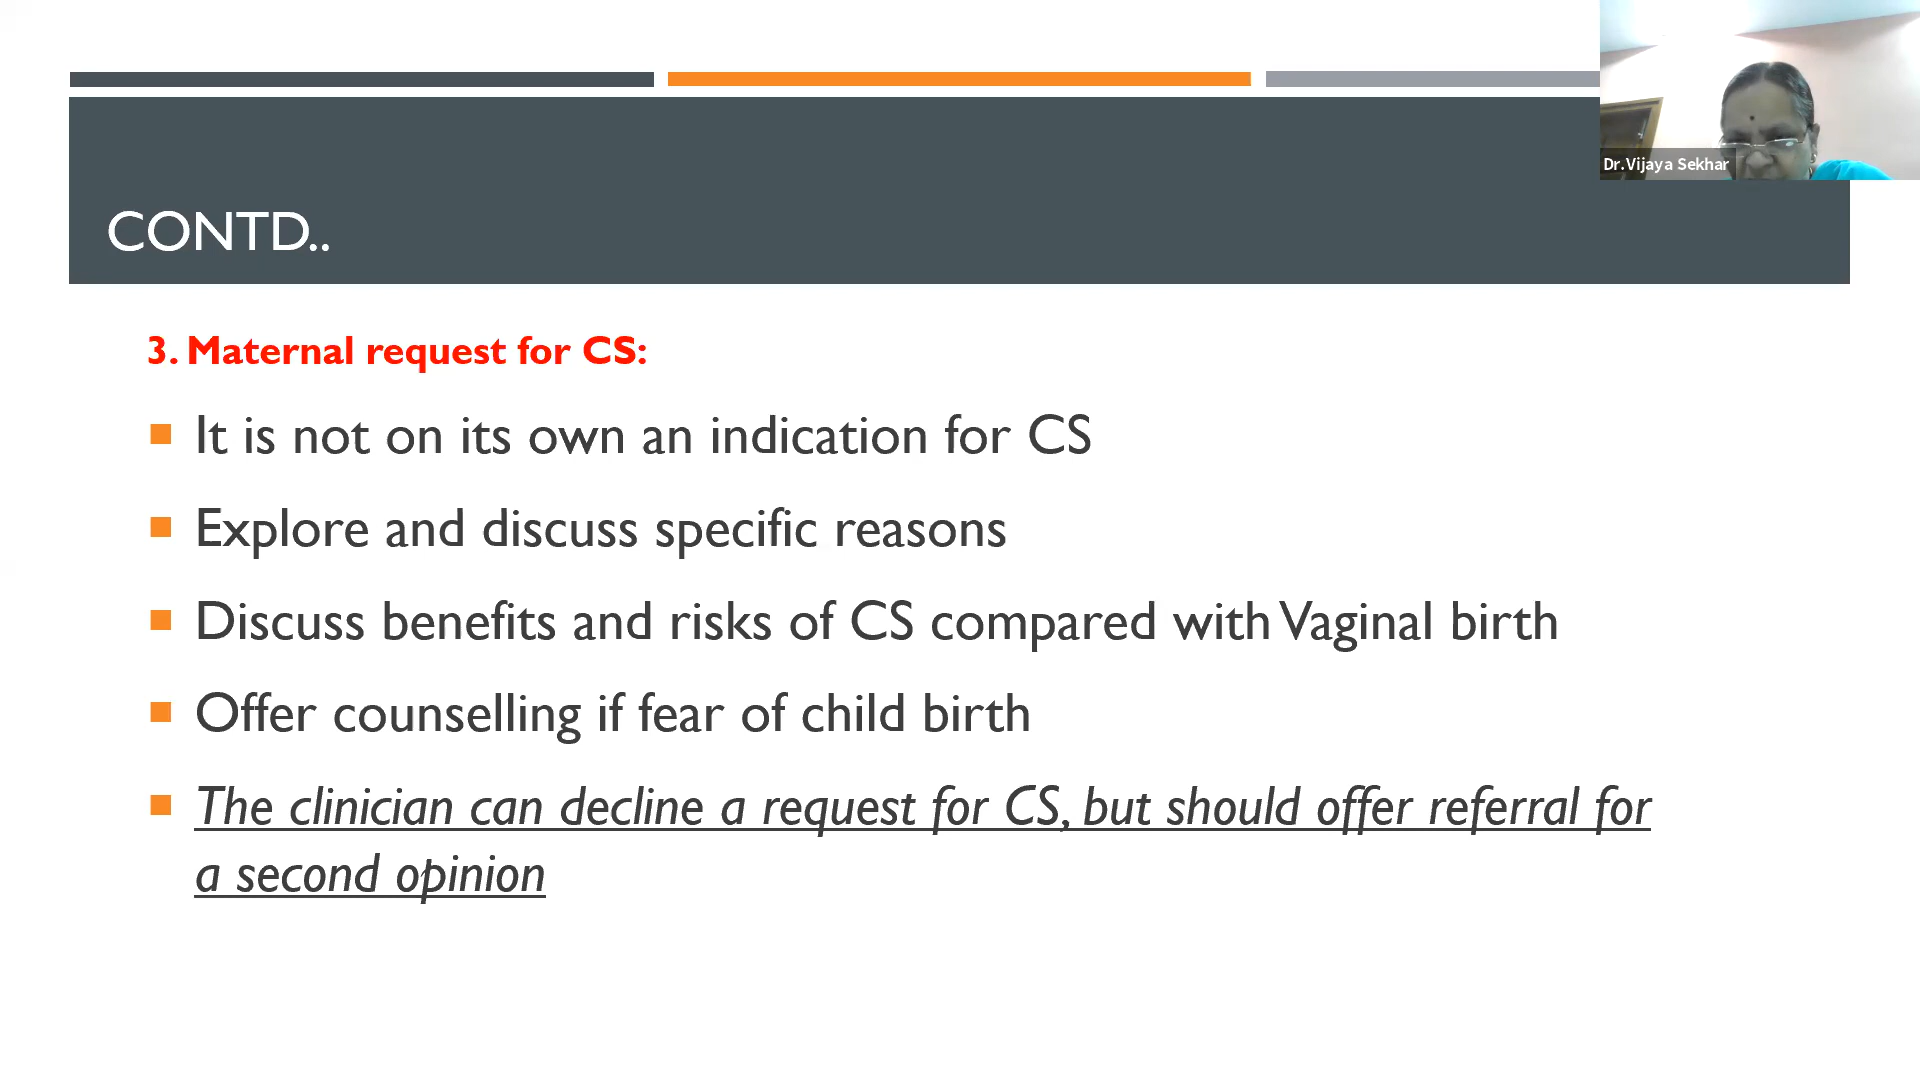 Dr.Vijaya Sekhar
CONTD..
3. Maternal request for CS:
It is not on its own an indication for CS
Explore and discuss specific reasons
Discuss benefits and risks of CS compared with Vaginal birth
Offer counselling if fear of child birth
The clinician can decline a request for CS, but should offer referral for
a second opinion